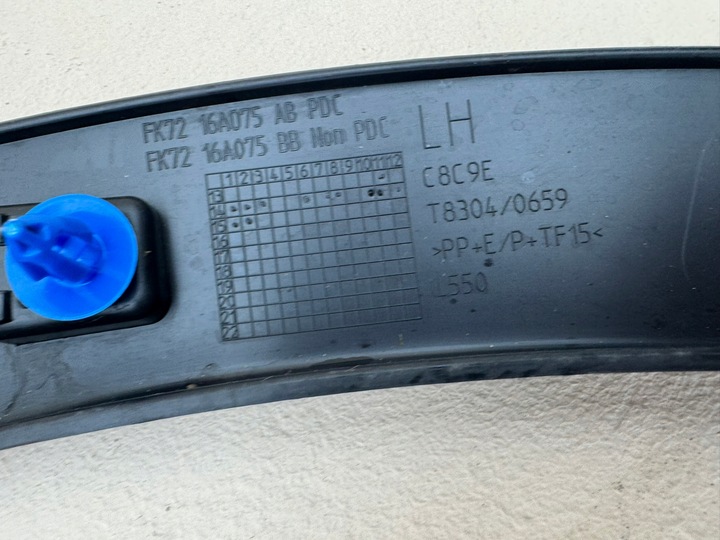 FK72 16A075 AB PDC
FK72 16A075 BB Non PDC
LH
C8C9E
T8304/0659
>PP+E/P+TF15<
L550
1 2 3 4 5 6 7 8 9 10 11 12
13
14
15
16
17
18
19
20
21
22